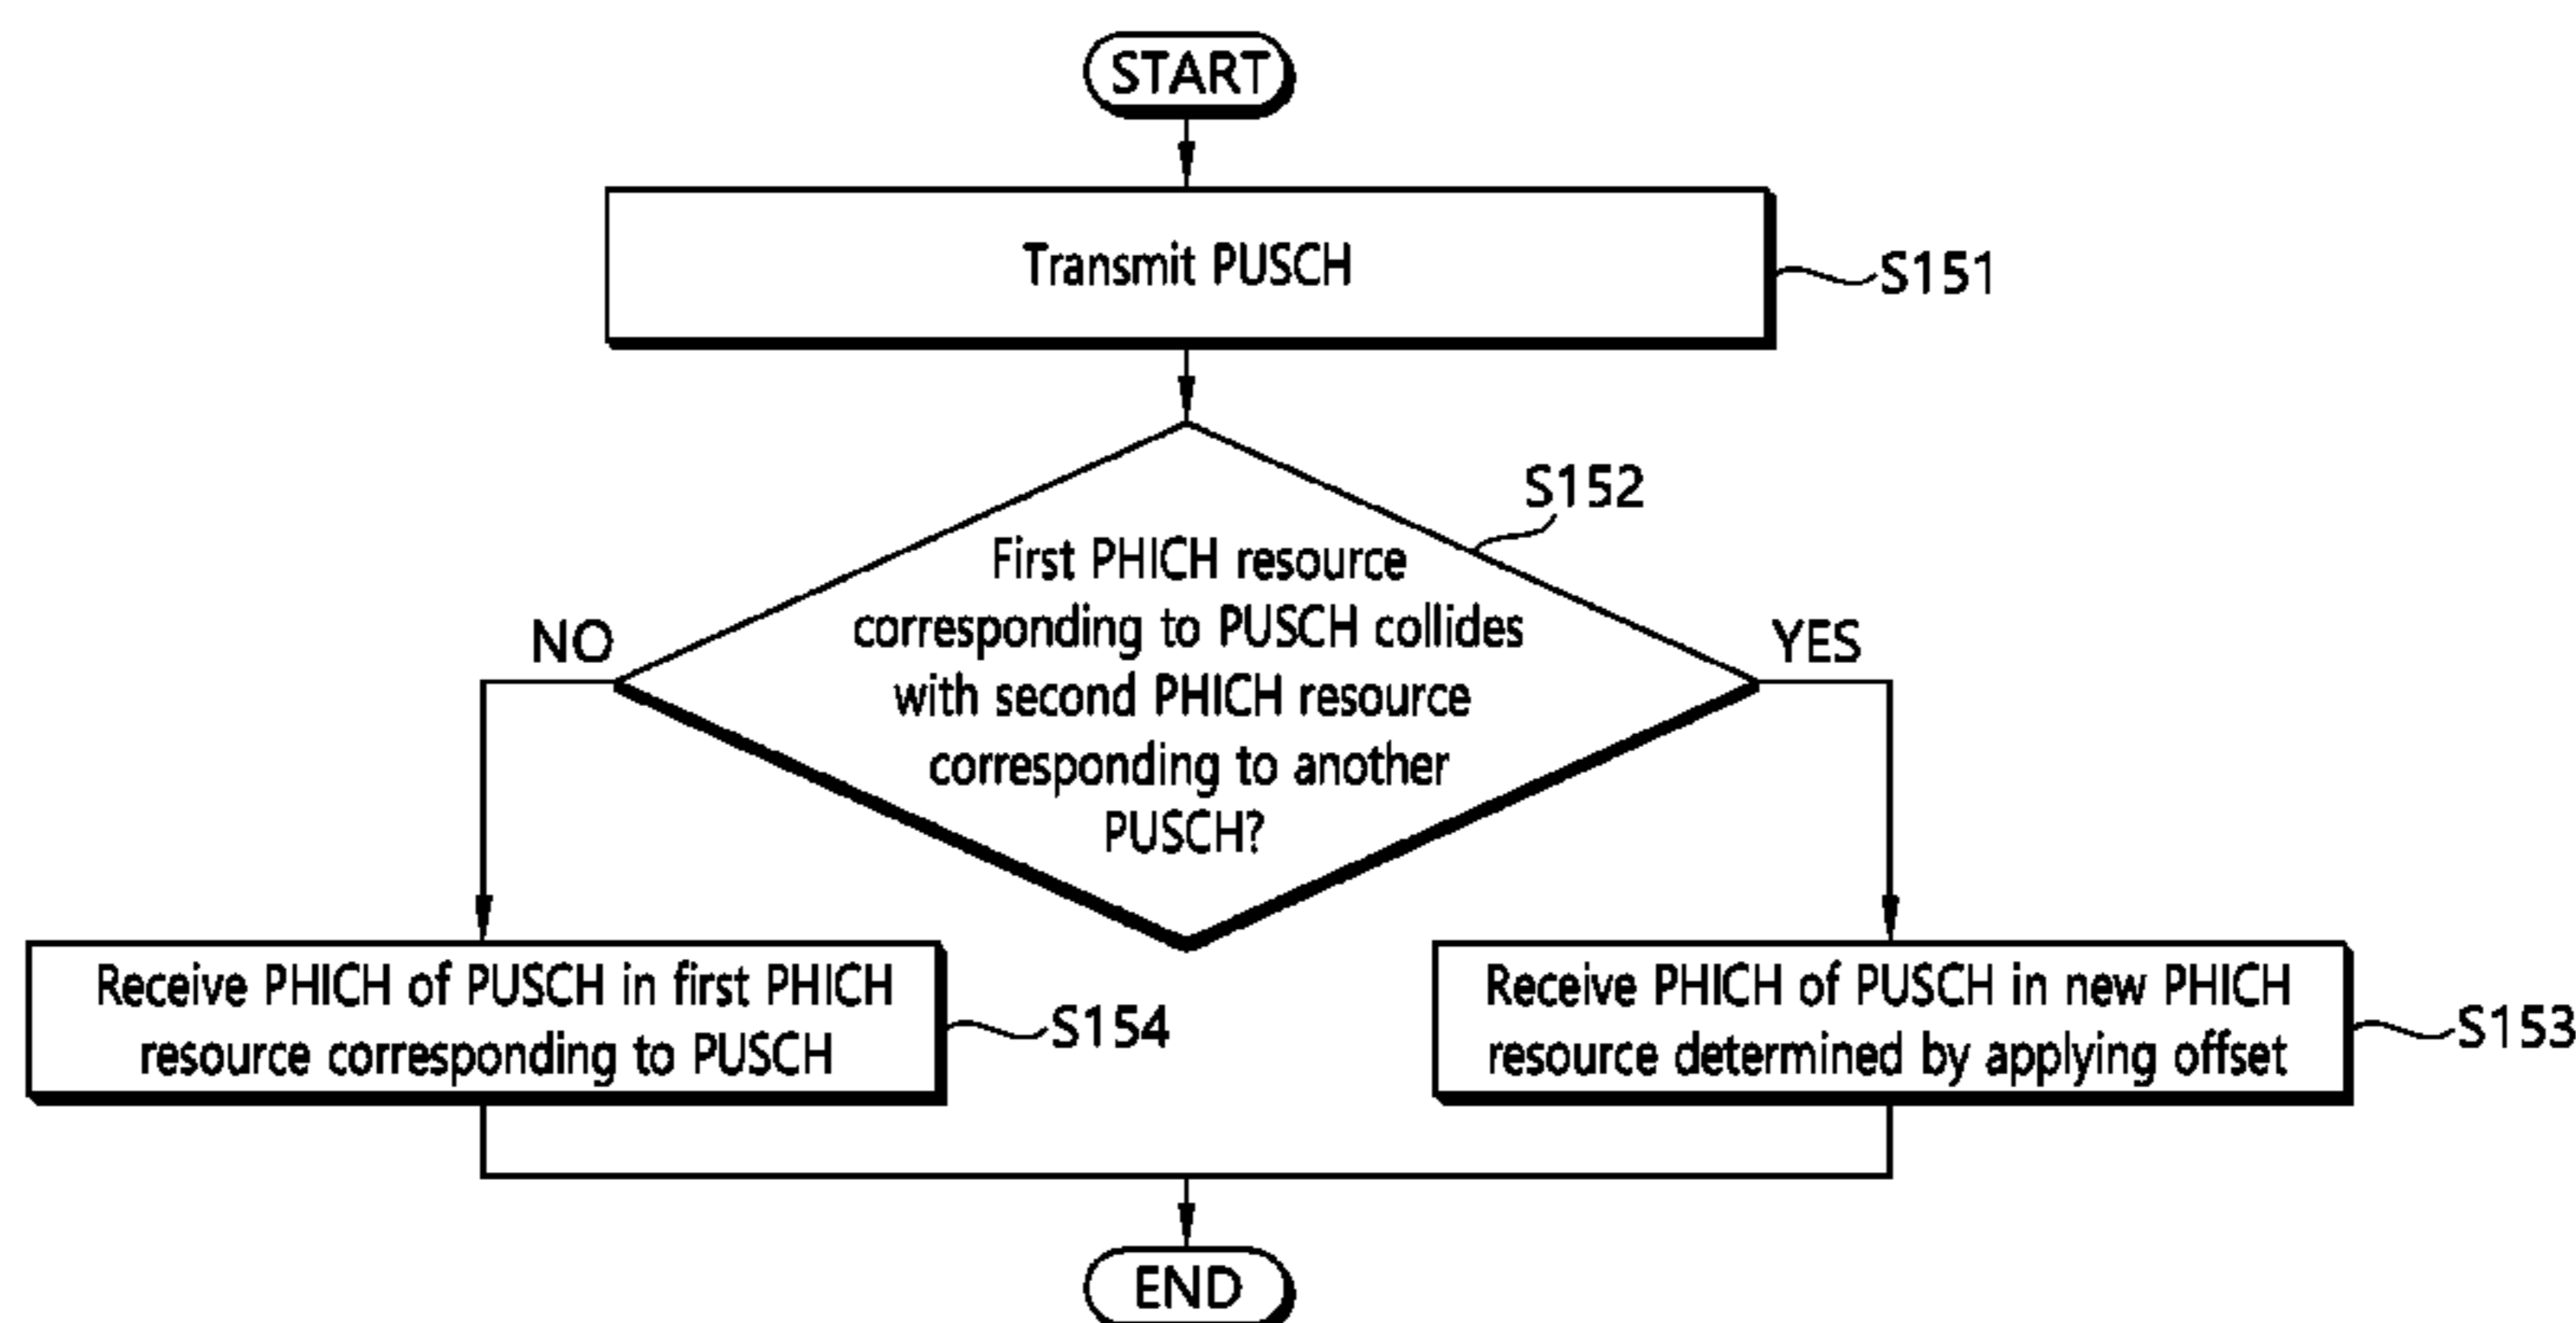 START
Transmit PUSCH
S151
S152
First PHICH resource
corresponding to PUSCH collides
with second PHICH resource
corresponding to another
PUSCH?
NO
YES
Receive PHICH of PUSCH in first PHICH
resource corresponding to PUSCH
S154
Receive PHICH of PUSCH in new PHICH
resource determined by applying offset
S153
END